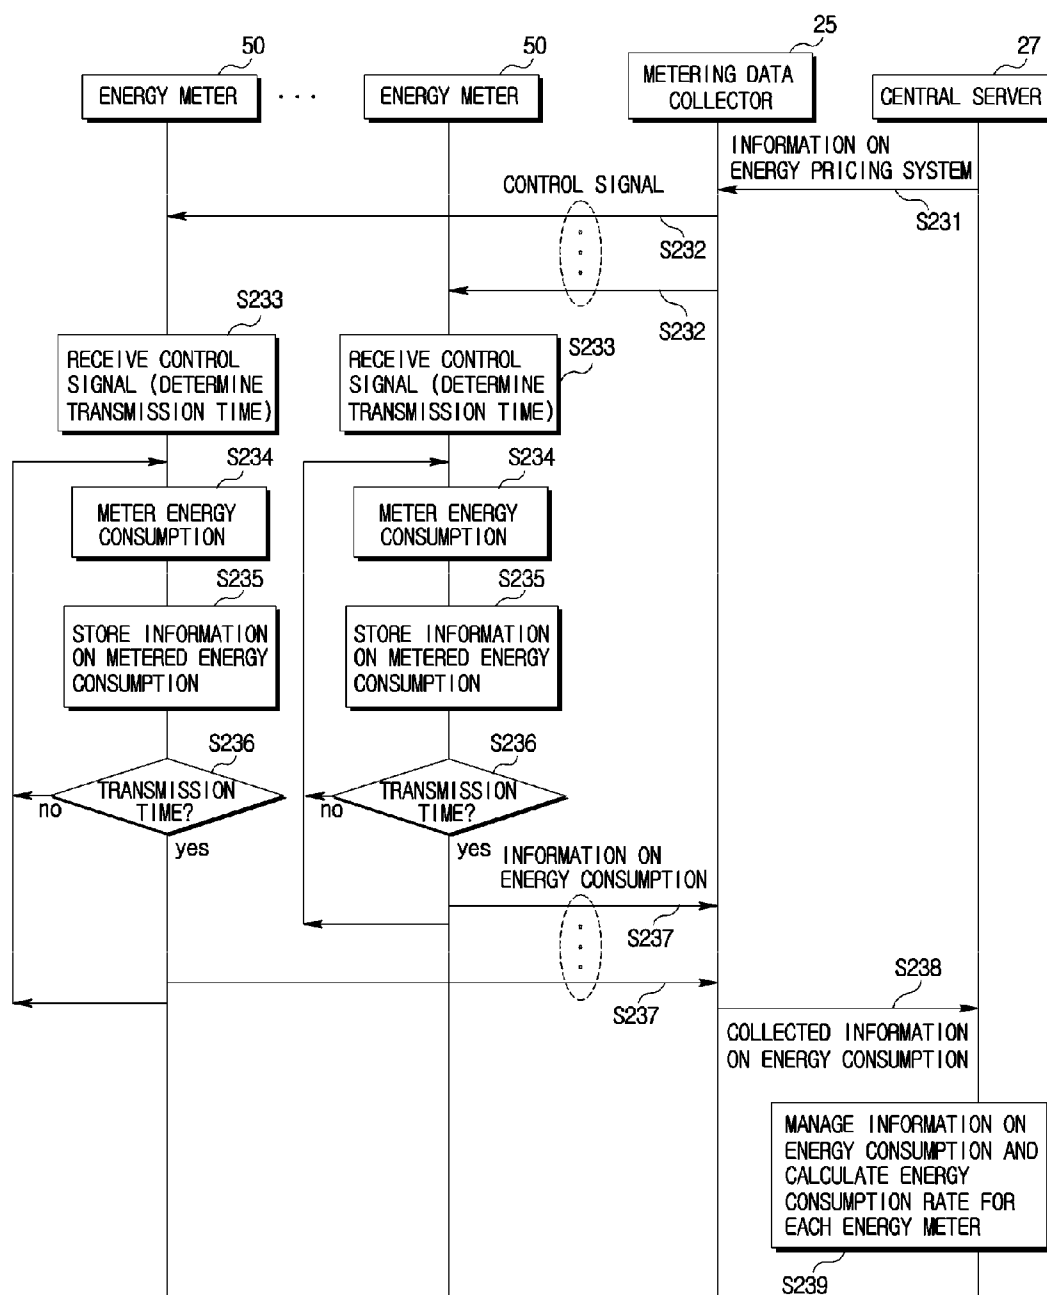 50
50
25
27
ENERGY METER
. . .
ENERGY METER
METERING DATA
COLLECTOR
CENTRAL SERVER
INFORMATION ON
ENERGY PRICING SYSTEM
CONTROL SIGNAL
S231
S232
S232
S233
S233
RECEIVE CONTROL
SIGNAL (DETERMINE
TRANSMISSION TIME)
RECEIVE CONTROL
SIGNAL (DETERMINE
TRANSMISSION TIME)
S234
S234
METER ENERGY
CONSUMPTION
METER ENERGY
CONSUMPTION
S235
S235
STORE INFORMATION
ON METERED ENERGY
CONSUMPTION
STORE INFORMATION
ON METERED ENERGY
CONSUMPTION
S236
S236
TRANSMISSION
TIME?
TRANSMISSION
TIME?
no
no
yes
yes
INFORMATION ON
ENERGY CONSUMPTION
S237
S237
S238
COLLECTED INFORMATION
ON ENERGY CONSUMPTION
MANAGE INFORMATION ON
ENERGY CONSUMPTION AND
CALCULATE ENERGY
CONSUMPTION RATE FOR
EACH ENERGY METER
S239